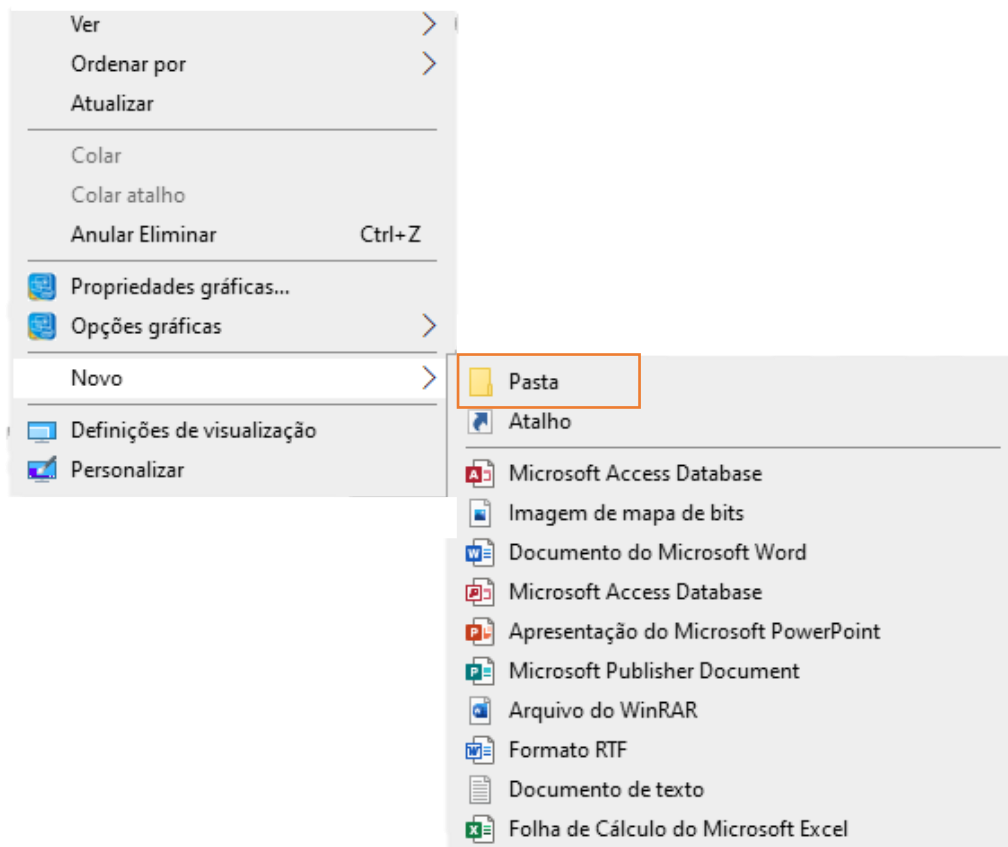 Ver
Ordenar por
Atualizar
Colar
Colar atalho
Anular Eliminar Ctrl+Z
Propriedades gráficas...
Opções gráficas
Novo
Definições de visualização
Personalizar
Pasta
Atalho
Microsoft Access Database
Imagem de mapa de bits
Documento do Microsoft Word
Microsoft Access Database
Apresentação do Microsoft PowerPoint
Microsoft Publisher Document
Arquivo do WinRAR
Formato RTF
Documento de texto
Folha de Cálculo do Microsoft Excel